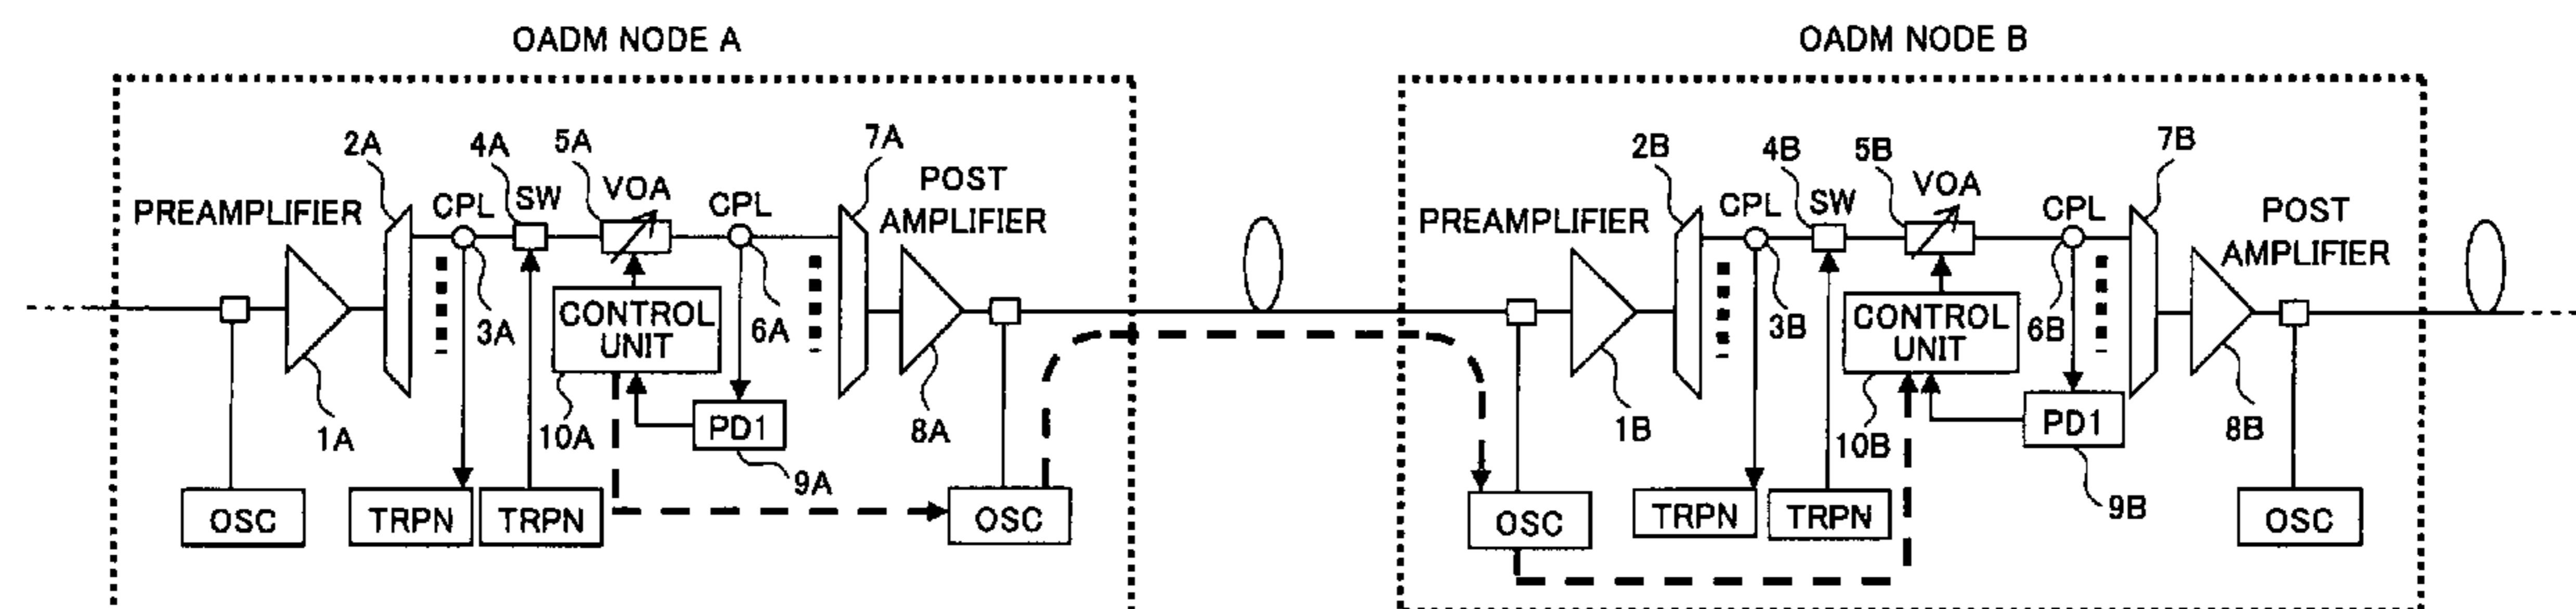 OADM NODE A
OADM NODE B
2A
4A
5A
7A
PREAMPLIFIER
CPL
SW
VOA
CPL
POST
AMPLIFIER
1A
3A
CONTROL
UNIT
6A
10A
PD1
9A
8A
OSC
TRPN
TRPN
OSC
2B
4B
5B
7B
PREAMPLIFIER
CPL
SW
VOA
CPL
POST
AMPLIFIER
1B
3B
CONTROL
UNIT
6B
10B
PD1
9B
8B
OSC
TRPN
TRPN
OSC